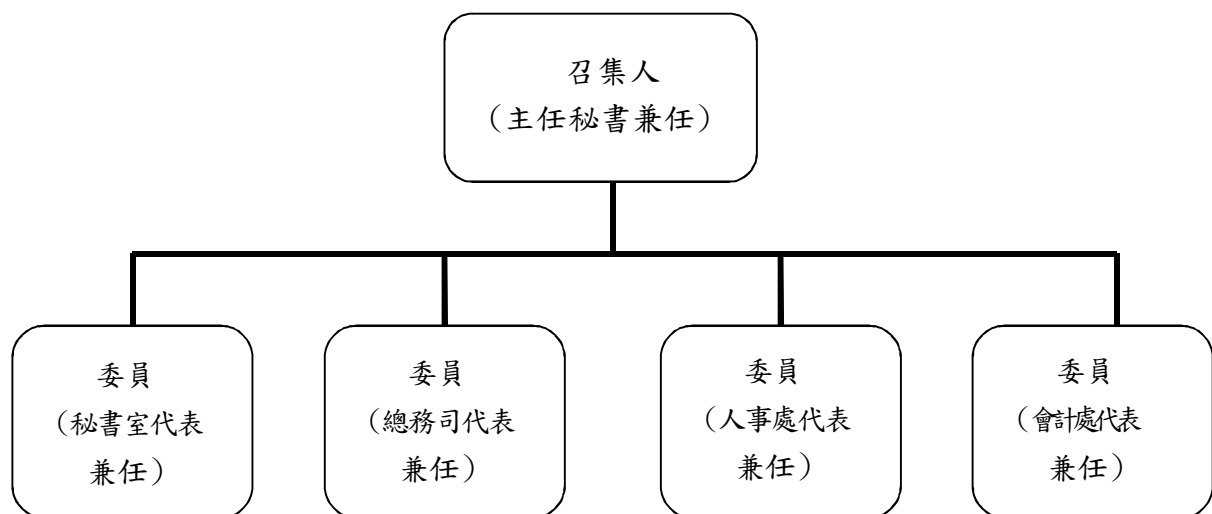 召集人
（主任秘書兼任）
委員
（秘書室代表
兼任）
委員
（總務司代表
兼任）
委員
（人事處代表
兼任）
委員
（會計處代表
兼任）